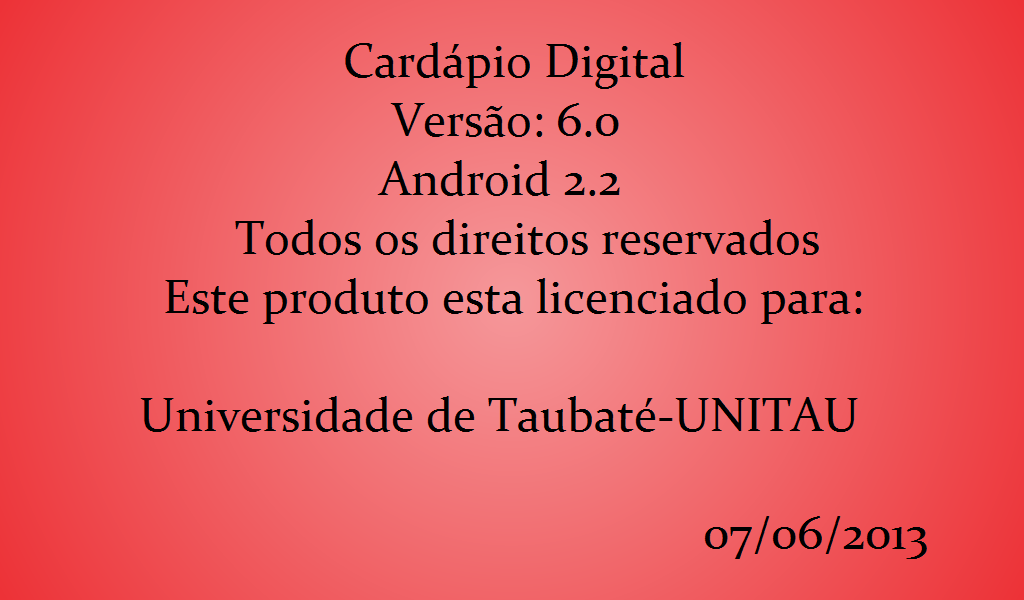 Cardápio Digital
Versão: 6.0
Android 2.2
Todos os direitos reservados
Este produto esta licenciado para:
Universidade de Taubaté-UNITAU
07/06/2013